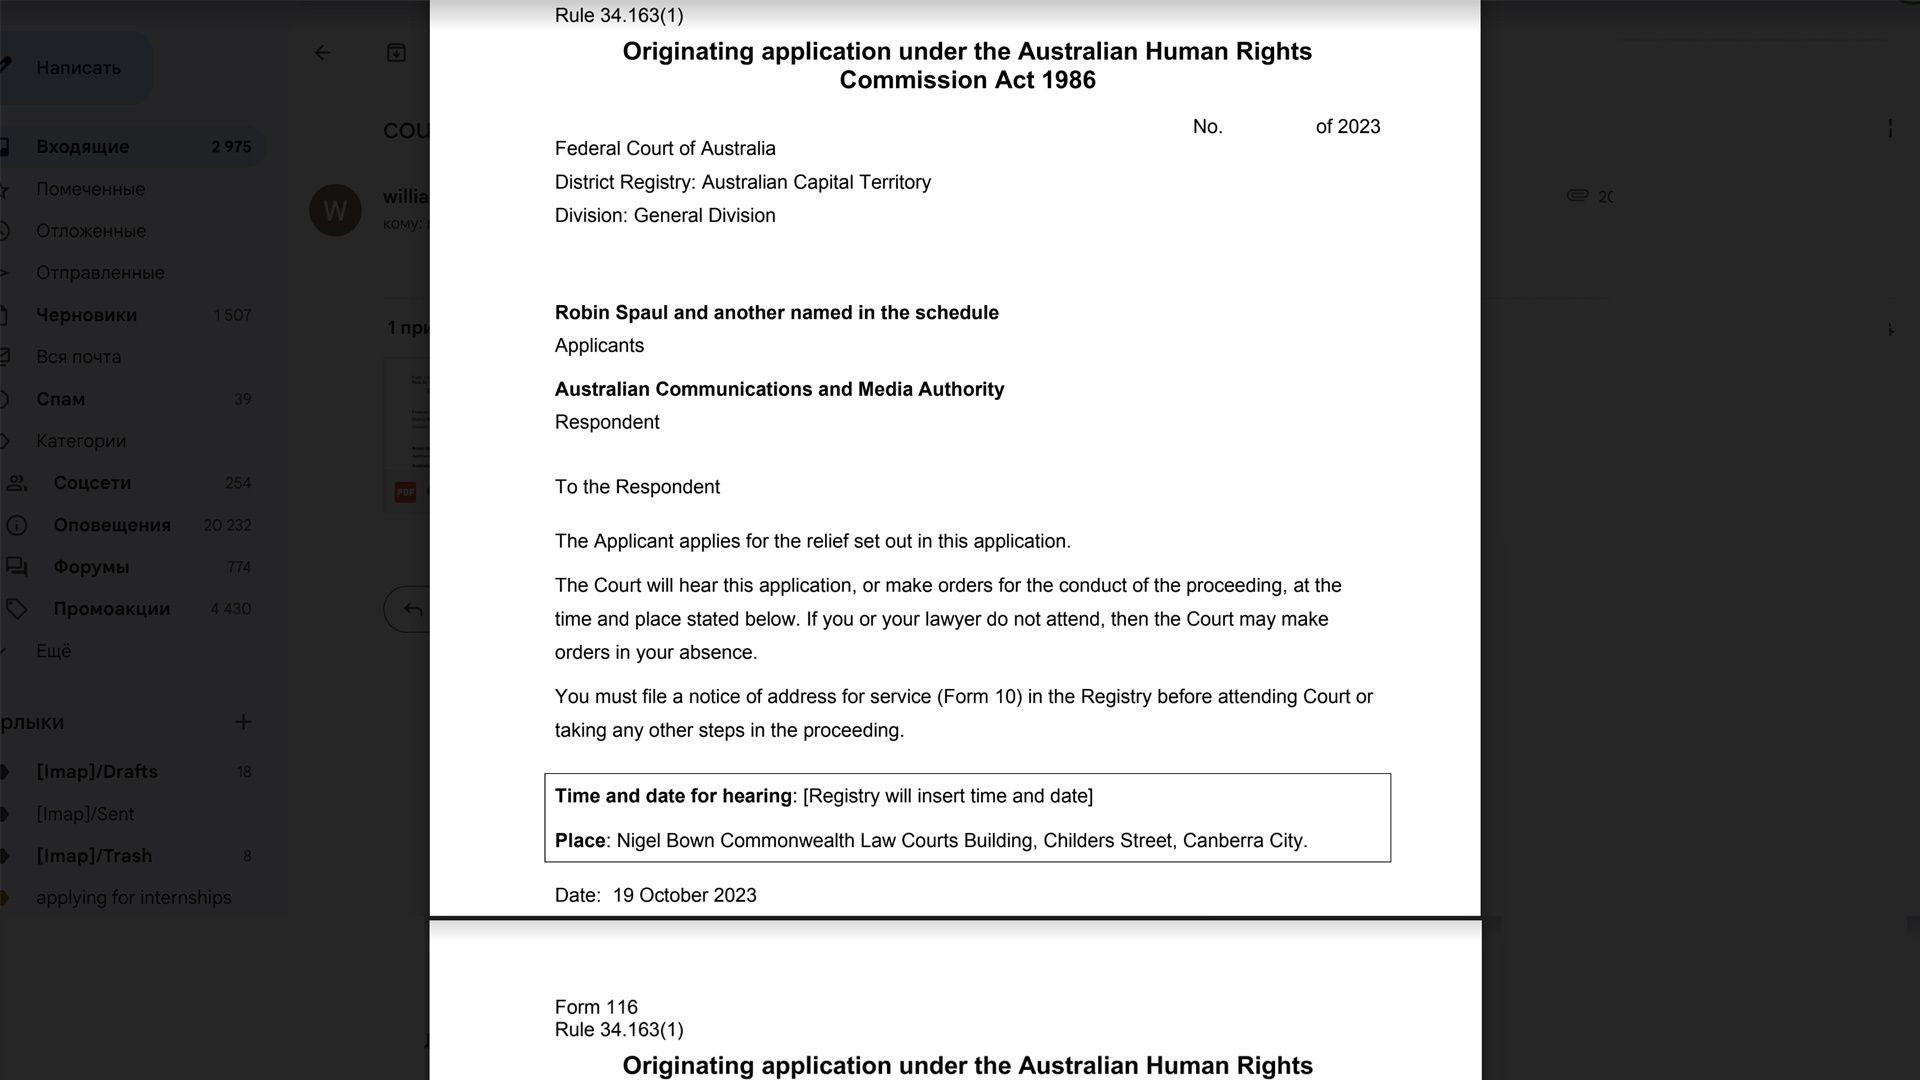 Написать
Входящие 2 975
Помеченные
Отложенные
Отправленные
Черновики 1 507
Вся почта
Спам 39
Категории
Соцсети 254
Оповещения 20 232
Форумы 774
Промоакции 4 430
Ещё
рлыки
[Imap]/Drafts 18
[Imap]/Sent
[Imap]/Trash 8
applying for internships
COU
W
willia
кому:
1 при
PDF
20
Rule 34.163(1)
Originating application under the Australian Human Rights
Commission Act 1986
No. of 2023
Federal Court of Australia
District Registry: Australian Capital Territory
Division: General Division
Robin Spaul and another named in the schedule
Applicants
Australian Communications and Media Authority
Respondent
To the Respondent
The Applicant applies for the relief set out in this application.
The Court will hear this application, or make orders for the conduct of the proceeding, at the
time and place stated below. If you or your lawyer do not attend, then the Court may make
orders in your absence.
You must file a notice of address for service (Form 10) in the Registry before attending Court or
taking any other steps in the proceeding.
Time and date for hearing: [Registry will insert time and date]
Place: Nigel Bown Commonwealth Law Courts Building, Childers Street, Canberra City.
Date: 19 October 2023
Form 116
Rule 34.163(1)
Originating application under the Australian Human Rights